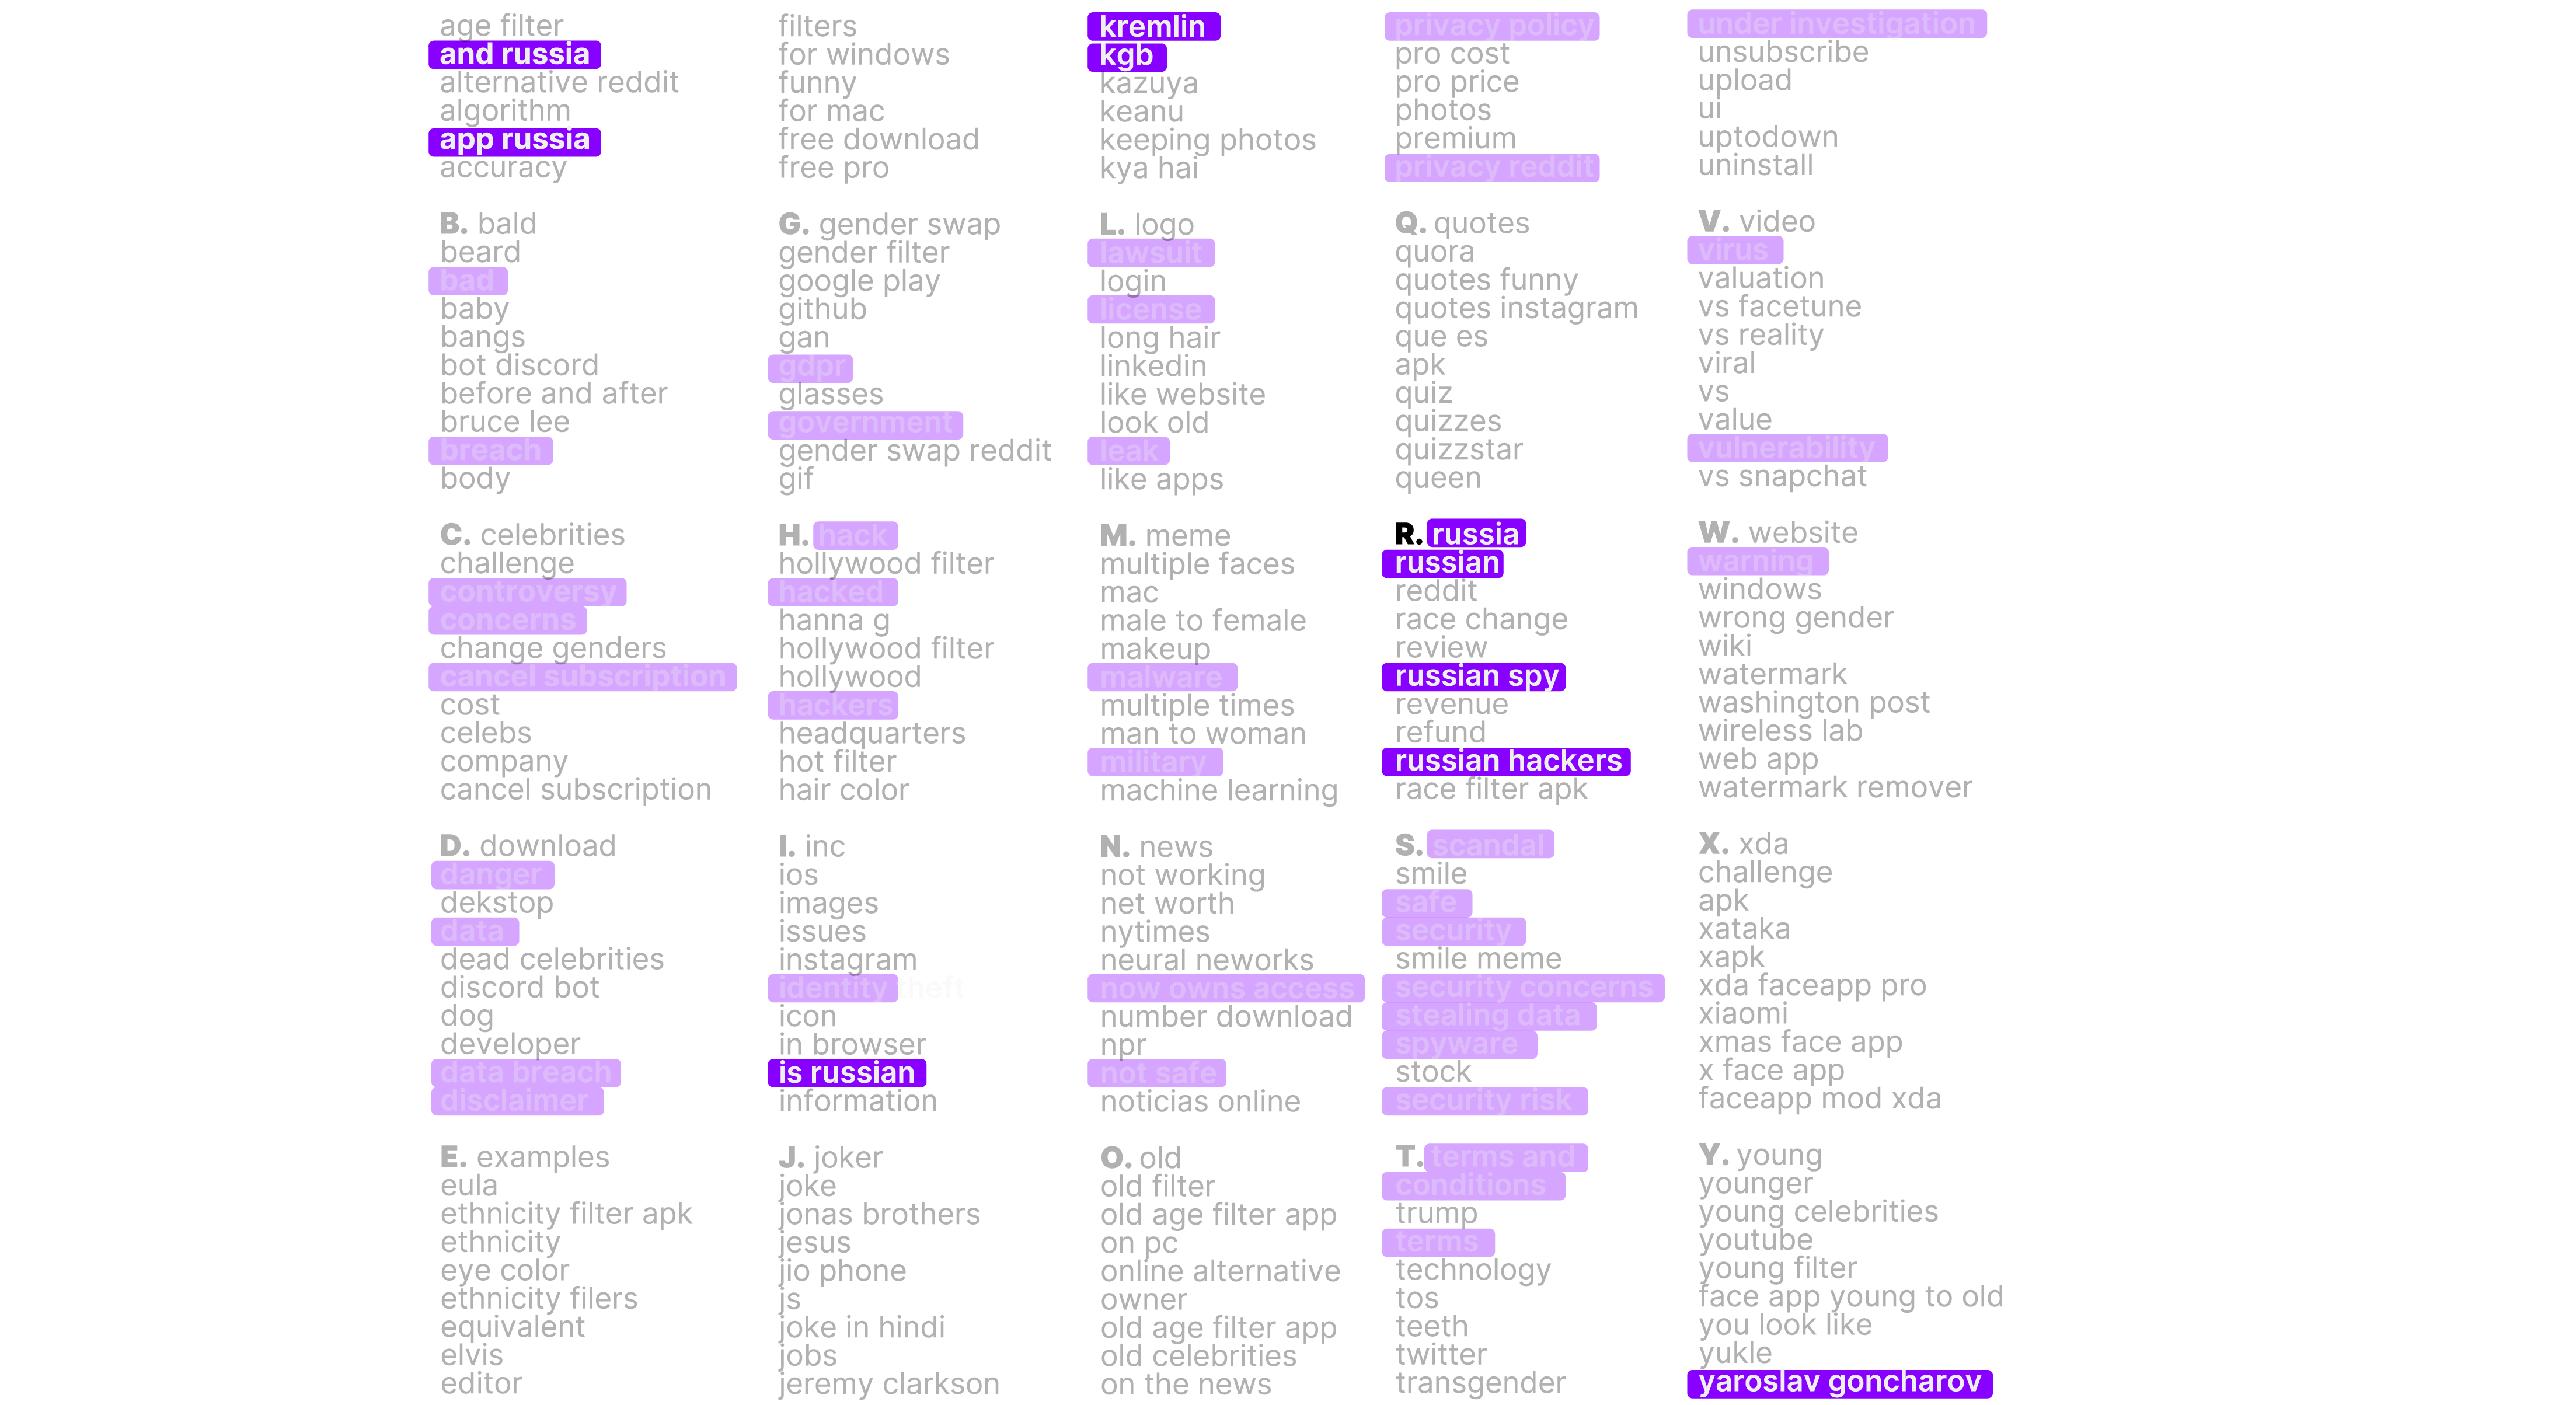 age filter
and russia
alternative reddit
algorithm
app russia
accuracy
B. bald
beard
bad
baby
bangs
bot discord
before and after
bruce lee
breach
body
C. celebrities
challenge
controversy
concerns
change genders
cancel subscription
cost
celebs
company
cancel subscription
D. download
danger
dekstop
data
dead celebrities
discord bot
dog
developer
data breach
disclaimer
E. examples
eula
ethnicity filter apk
ethnicity
eye color
ethnicity filers
equivalent
elvis
editor
filters
for windows
funny
for mac
free download
free pro
G. gender swap
gender filter
google play
github
gan
gdpr
glasses
government
gender swap reddit
gif
H. hack
hollywood filter
hacked
hanna g
hollywood filter
hollywood
hackers
headquarters
hot filter
hair color
I. inc
ios
images
issues
instagram
identity theft
icon
in browser
is russian
information
J. joker
joke
jonas brothers
jesus
jio phone
js
joke in hindi
jobs
jeremy clarkson
kremlin
kgb
kazuya
keanu
keeping photos
kya hai
L. logo
lawsuit
login
license
long hair
linkedin
like website
look old
leak
like apps
M. meme
multiple faces
mac
male to female
makeup
malware
multiple times
man to woman
military
machine learning
N. news
not working
net worth
nytimes
neural neworks
now owns access
number download
npr
not safe
noticias online
O. old
old filter
old age filter app
on pc
online alternative
owner
old age filter app
old celebrities
on the news
privacy policy
pro cost
pro price
photos
premium
privacy reddit
Q. quotes
quora
quotes funny
quotes instagram
que es
apk
quiz
quizzes
quizzstar
queen
R. russia
russian
reddit
race change
review
russian spy
revenue
refund
russian hackers
race filter apk
S. scandal
smile
safe
security
smile meme
security concerns
stealing data
spyware
stock
security risk
T. terms and
conditions
trump
terms
technology
tos
teeth
twitter
transgender
under investigation
unsubscribe
upload
ui
uptodown
uninstall
V. video
virus
valuation
vs facetune
vs reality
viral
vs
value
vulnerability
vs snapchat
W. website
warning
windows
wrong gender
wiki
watermark
washington post
wireless lab
web app
watermark remover
X. xda
challenge
apk
xataka
xapk
xda faceapp pro
xiaomi
xmas face app
x face app
faceapp mod xda
Y. young
younger
young celebrities
youtube
young filter
face app young to old
you look like
yukle
yaroslav goncharov